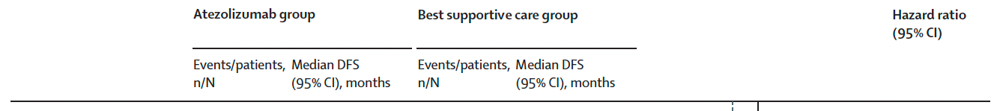 Atezolizumab group Best supportive care group Hazard ratio
(95% CI)
Events/patients, Median DFS Events/patients, Median DFS
n/N (95% CI), months n/N (95% CI), months